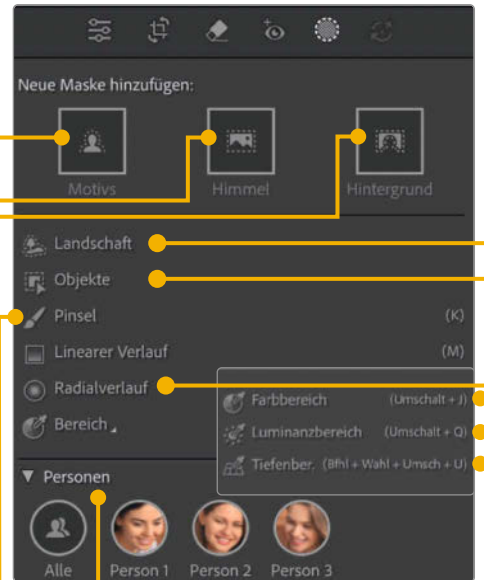 Neue Maske hinzufügen:
Motivs Himmel Hintergrund
Landschaft
Objekte
Pinsel (K)
Linearer Verlauf (M)
Radialverlauf
Farbbereich (Umschalt + J)
Bereich
Luminanzbereich (Umschalt + Q)
Tiefenber. (Bfhl + Wahl + Umsch + U)
Personen
Alle Person 1 Person 2 Person 3